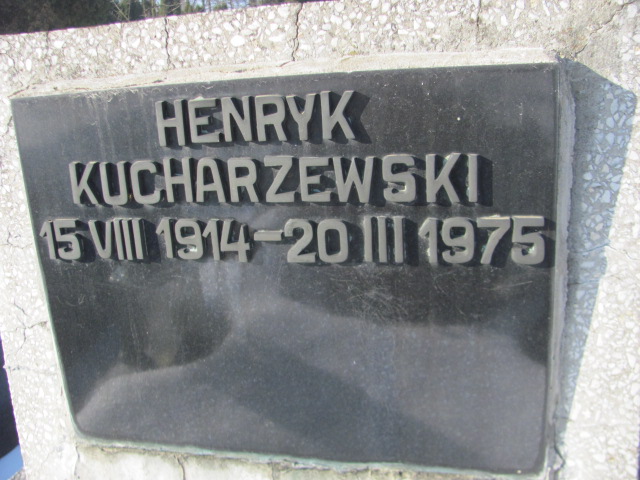 HENRYK
KUCHARZEWSKI
15 VIII 1914-20 III 1975